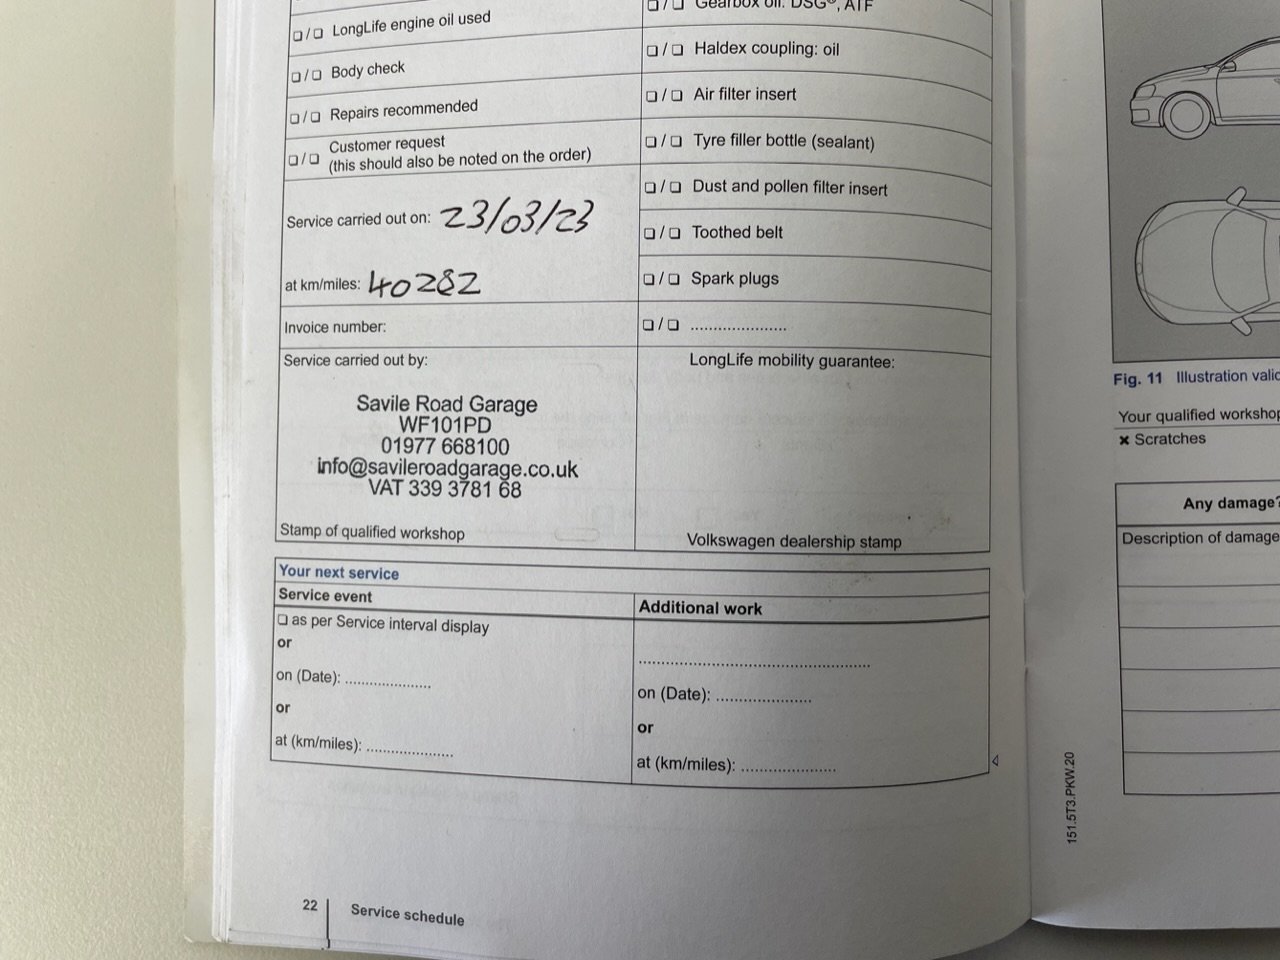 ❑ / ❑ LongLife engine oil used
❑ / ❑ Body check
❑ / ❑ Repairs recommended
❑ / ❑ Customer request
(this should also be noted on the order)
Service carried out on: 23/03/23
at km/miles: 40282
Invoice number:
Service carried out by:
Savile Road Garage
WF101PD
01977 668100
info@savileroadgarage.co.uk
VAT 339 3781 68
Stamp of qualified workshop
❑ / ❑ Gearbox oil: DSG®, ATF
❑ / ❑ Haldex coupling: oil
❑ / ❑ Air filter insert
❑ / ❑ Tyre filler bottle (sealant)
❑ / ❑ Dust and pollen filter insert
❑ / ❑ Toothed belt
❑ / ❑ Spark plugs
❑ / ❑ ......................
LongLife mobility guarantee:
Volkswagen dealership stamp
Your next service
Service event
❑ as per Service interval display
or
on (Date): .....................
or
at (km/miles): .....................
Additional work
.......................................................
on (Date): ......................
or
at (km/miles): ......................
22
Service schedule
Fig. 11 Illustration valid
Your qualified workshop
✖ Scratches
Any damage?
Description of damage
151.5T3.PKW.20